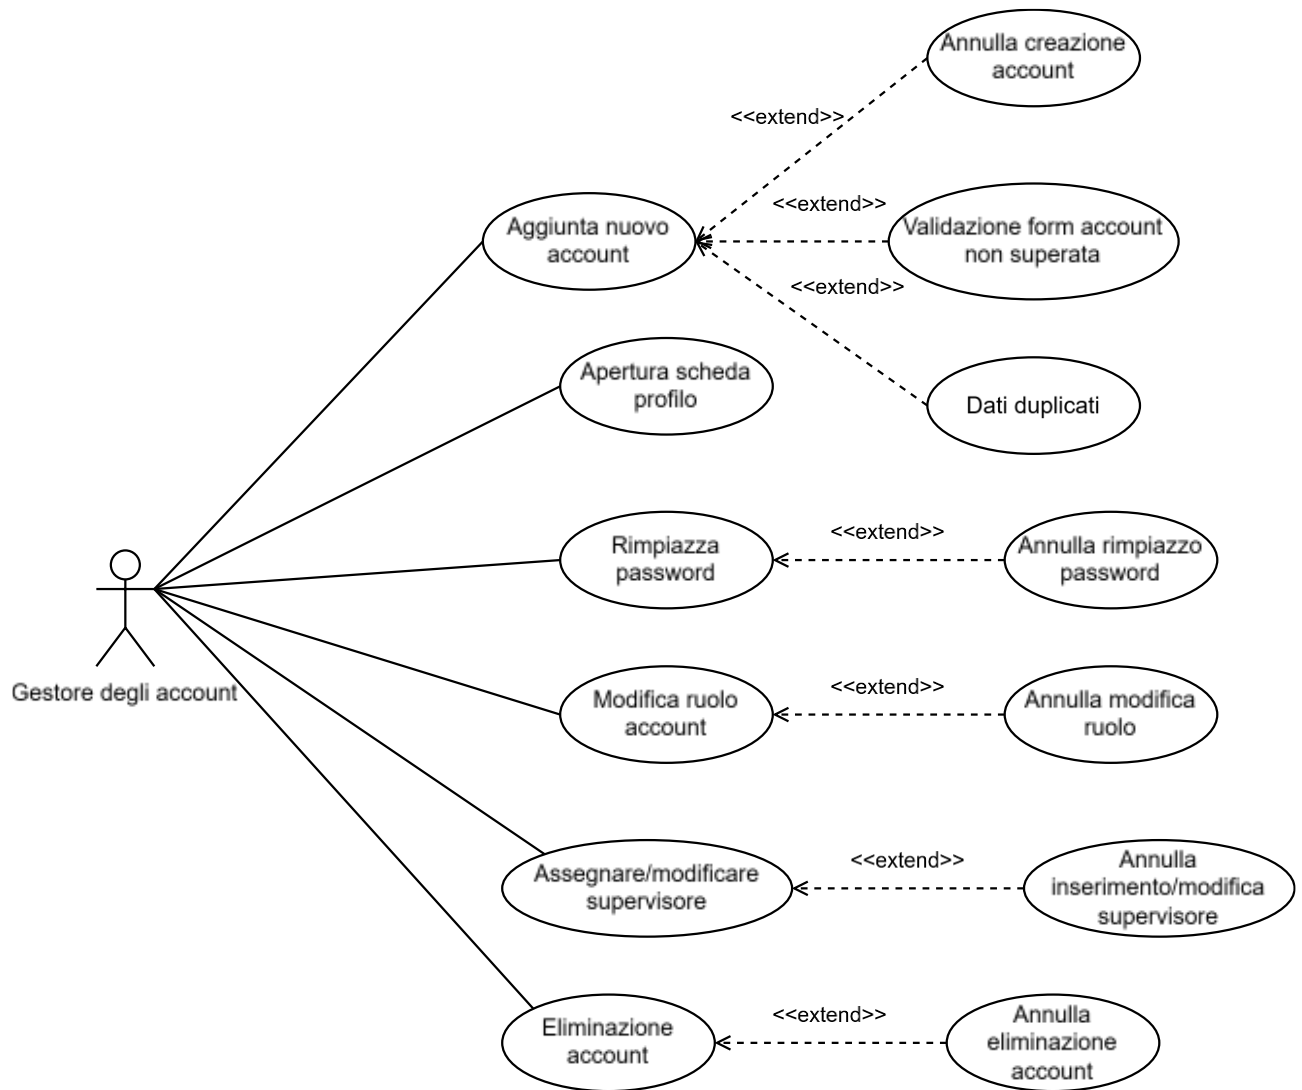 Annulla creazione
account
<<extend>>
<<extend>>
Aggiunta nuovo
account
Validazione form account
non superata
<<extend>>
Apertura scheda
profilo
Dati duplicati
Rimpiazza
password
<<extend>>
Annulla rimpiazzo
password
Gestore degli account
Modifica ruolo
account
<<extend>>
Annulla modifica
ruolo
Assegnare/modificare
supervisore
<<extend>>
Annulla
inserimento/modifica
supervisore
Eliminazione
account
<<extend>>
Annulla
eliminazione
account